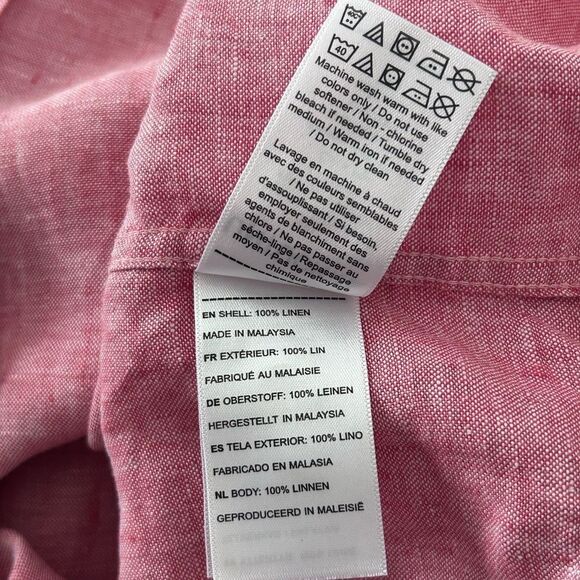 40C
40
Machine wash warm with like
colors only / Do not use
softener / Non - chlorine
bleach if needed / Tumble dry
medium / Warm iron if needed
/ Do not dry clean
Lavage en machine à chaud
avec des couleurs semblables
/ Ne pas utiliser
d'assouplissant / Si besoin,
employer seulement des
agents de blanchiment sans
chlore / Ne pas passer au
sèche-linge / Repassage
moyen / Pas de nettoyage
chimique
EN SHELL: 100% LINEN
MADE IN MALAYSIA
FR EXTÉRIEUR: 100% LIN
FABRIQUÉ AU MALAISIE
DE OBERSTOFF: 100% LEINEN
HERGESTELLT IN MALAYSIA
ES TELA EXTERIOR: 100% LINO
FABRICADO EN MALASIA
NL BODY: 100% LINNEN
GEPRODUCEERD IN MALEISIË